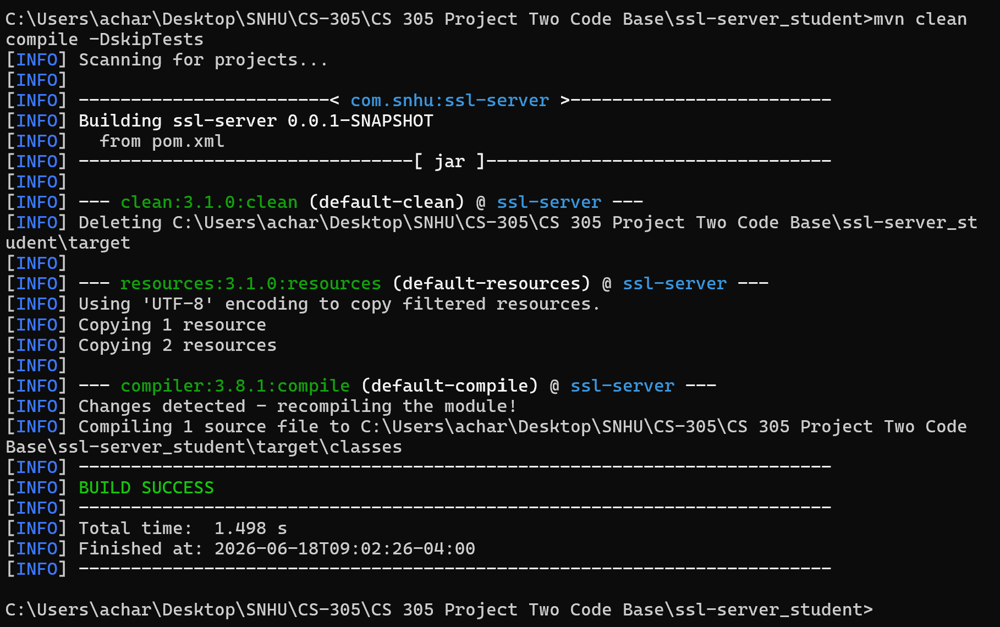 C:\Users\achar\Desktop\SNHU\CS-305\CS 305 Project Two Code Base\ssl-server_student>mvn clean
compile -DskipTests
[INFO] Scanning for projects...
[INFO]
[INFO] ------------------------< com.snhu:ssl-server >-------------------------
[INFO] Building ssl-server 0.0.1-SNAPSHOT
[INFO]   from pom.xml
[INFO] --------------------------------[ jar ]---------------------------------
[INFO]
[INFO] --- clean:3.1.0:clean (default-clean) @ ssl-server ---
[INFO] Deleting C:\Users\achar\Desktop\SNHU\CS-305\CS 305 Project Two Code Base\ssl-server_st
udent\target
[INFO]
[INFO] --- resources:3.1.0:resources (default-resources) @ ssl-server ---
[INFO] Using 'UTF-8' encoding to copy filtered resources.
[INFO] Copying 1 resource
[INFO] Copying 2 resources
[INFO]
[INFO] --- compiler:3.8.1:compile (default-compile) @ ssl-server ---
[INFO] Changes detected - recompiling the module!
[INFO] Compiling 1 source file to C:\Users\achar\Desktop\SNHU\CS-305\CS 305 Project Two Code
Base\ssl-server_student\target\classes
[INFO] ------------------------------------------------------------------------
[INFO] BUILD SUCCESS
[INFO] ------------------------------------------------------------------------
[INFO] Total time:  1.498 s
[INFO] Finished at: 2026-06-18T09:02:26-04:00
[INFO] ------------------------------------------------------------------------
C:\Users\achar\Desktop\SNHU\CS-305\CS 305 Project Two Code Base\ssl-server_student>